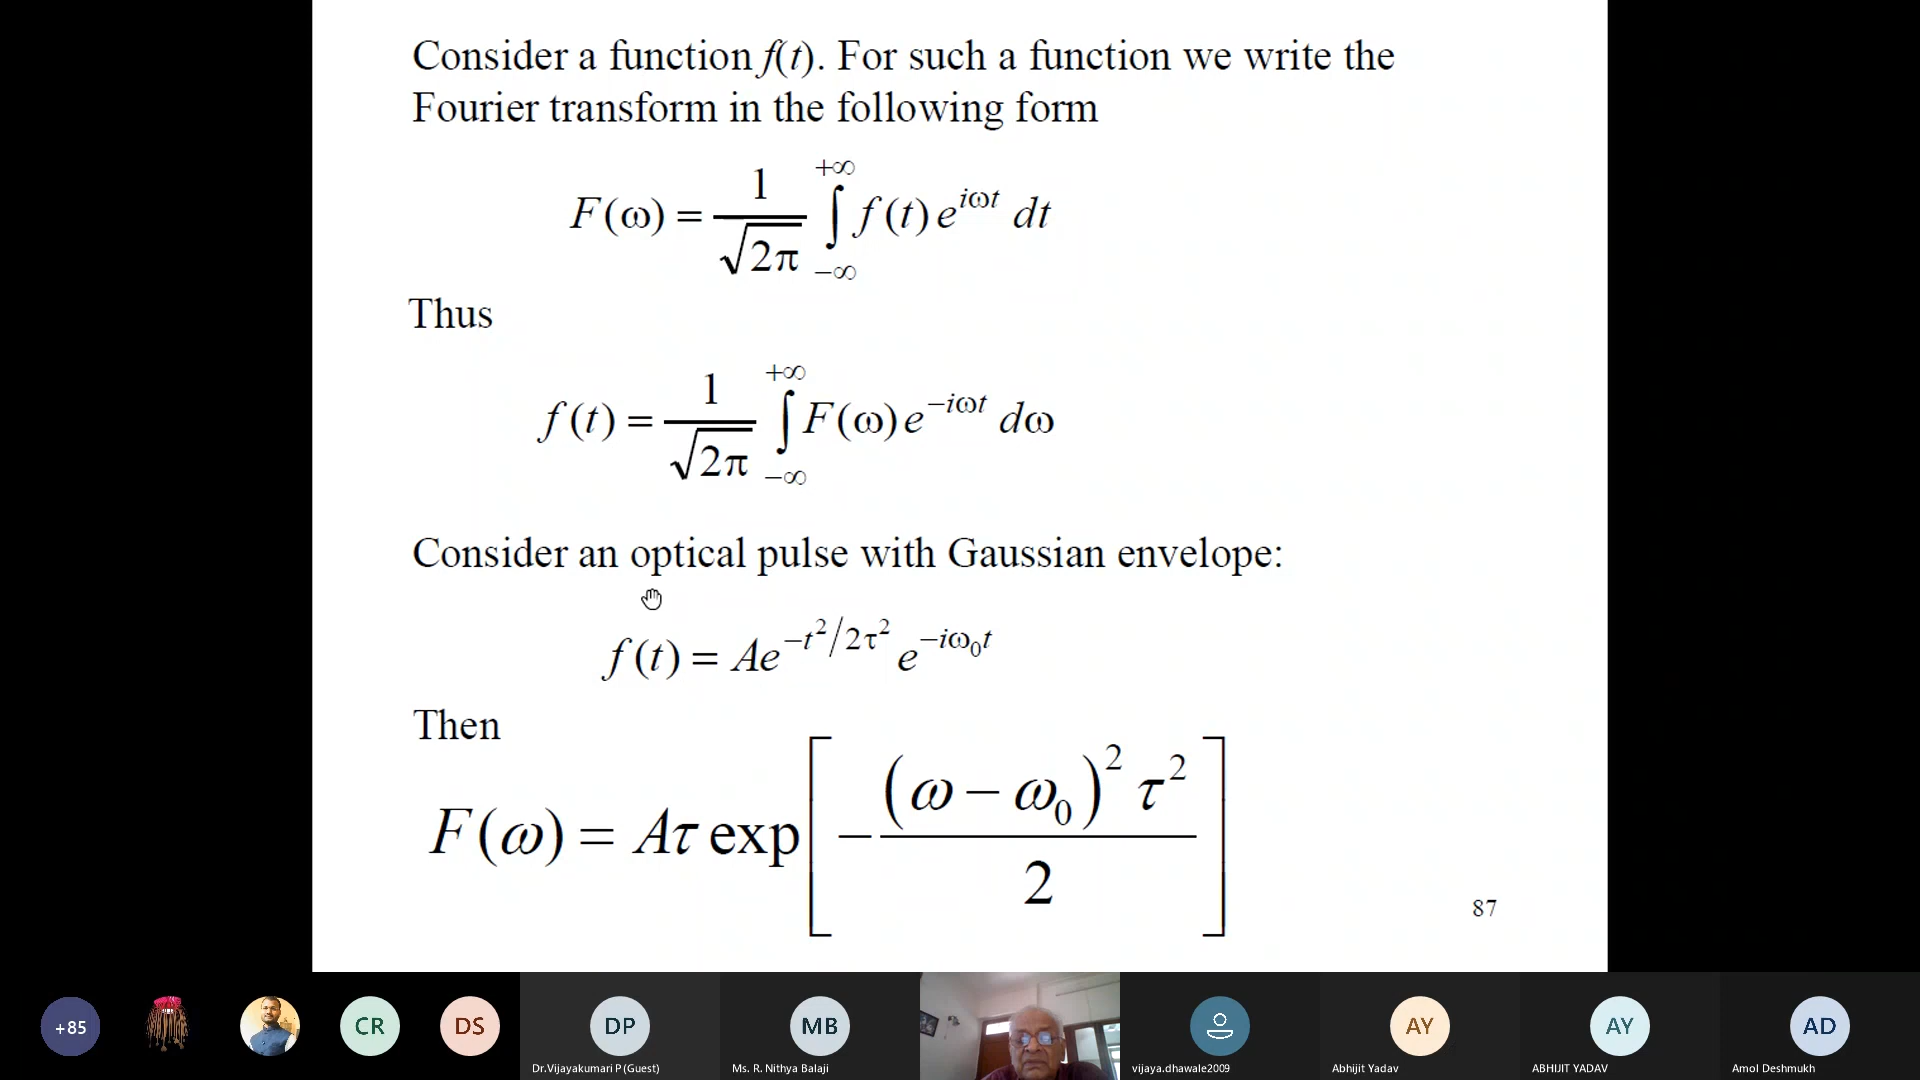 Consider a function f(t). For such a function we write the
Fourier transform in the following form
F(ω) = 1/√2π ∫_{-∞}^{+∞} f(t) e^{iωt} dt
Thus
f(t) = 1/√2π ∫_{-∞}^{+∞} F(ω) e^{-iωt} dω
Consider an optical pulse with Gaussian envelope:
f(t) = Ae^{-t²/2τ²} e^{-iω₀t}
Then
F(ω) = Aτ exp[ -(ω - ω₀)² τ² / 2 ]
87
+85
CR
DS
DP
MB
AY
AY
AD
Dr.Vijayakumari P (Guest)
Ms. R. Nithya Balaji
vijaya.dhawale2009
Abhijit Yadav
ABHIJIT YADAV
Amol Deshmukh